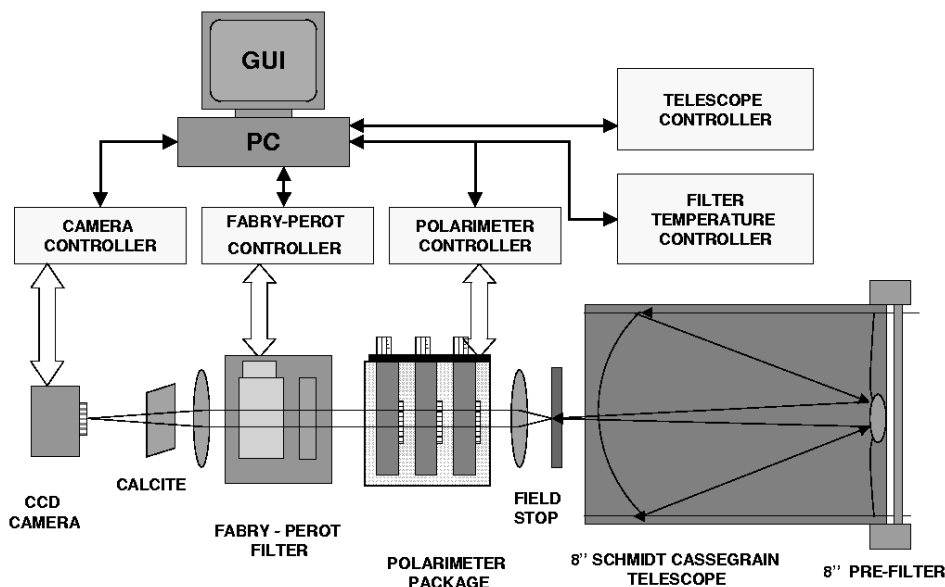 GUI
PC
TELESCOPE
CONTROLLER
FILTER
TEMPERATURE
CONTROLLER
CAMERA
CONTROLLER
FABRY-PEROT
CONTROLLER
POLARIMETER
CONTROLLER
CCD
CAMERA
CALCITE
FABRY - PEROT
FILTER
POLARIMETER
PACKAGE
FIELD
STOP
8" SCHMIDT CASSEGRAIN
TELESCOPE
8" PRE-FILTER